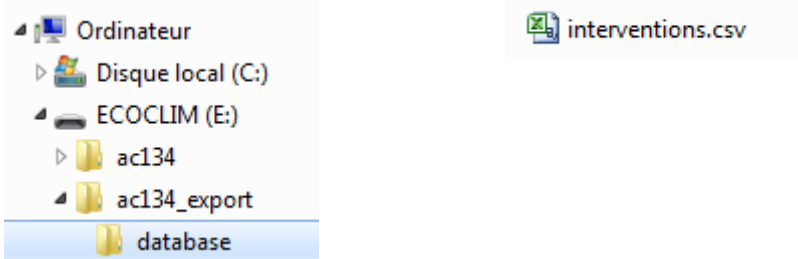 Ordinateur
Disque local (C:)
ECOCLIM (E:)
ac134
ac134_export
database
interventions.csv